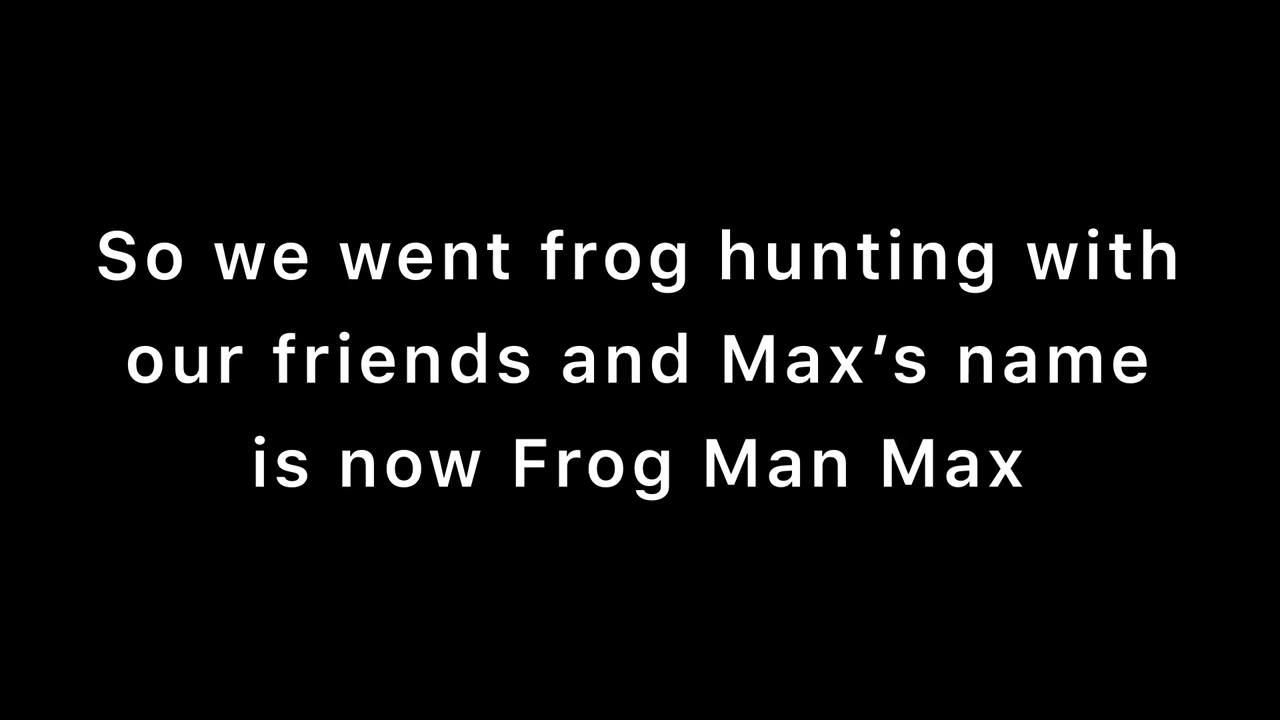 So we went frog hunting with
our friends and Max’s name
is now Frog Man Max